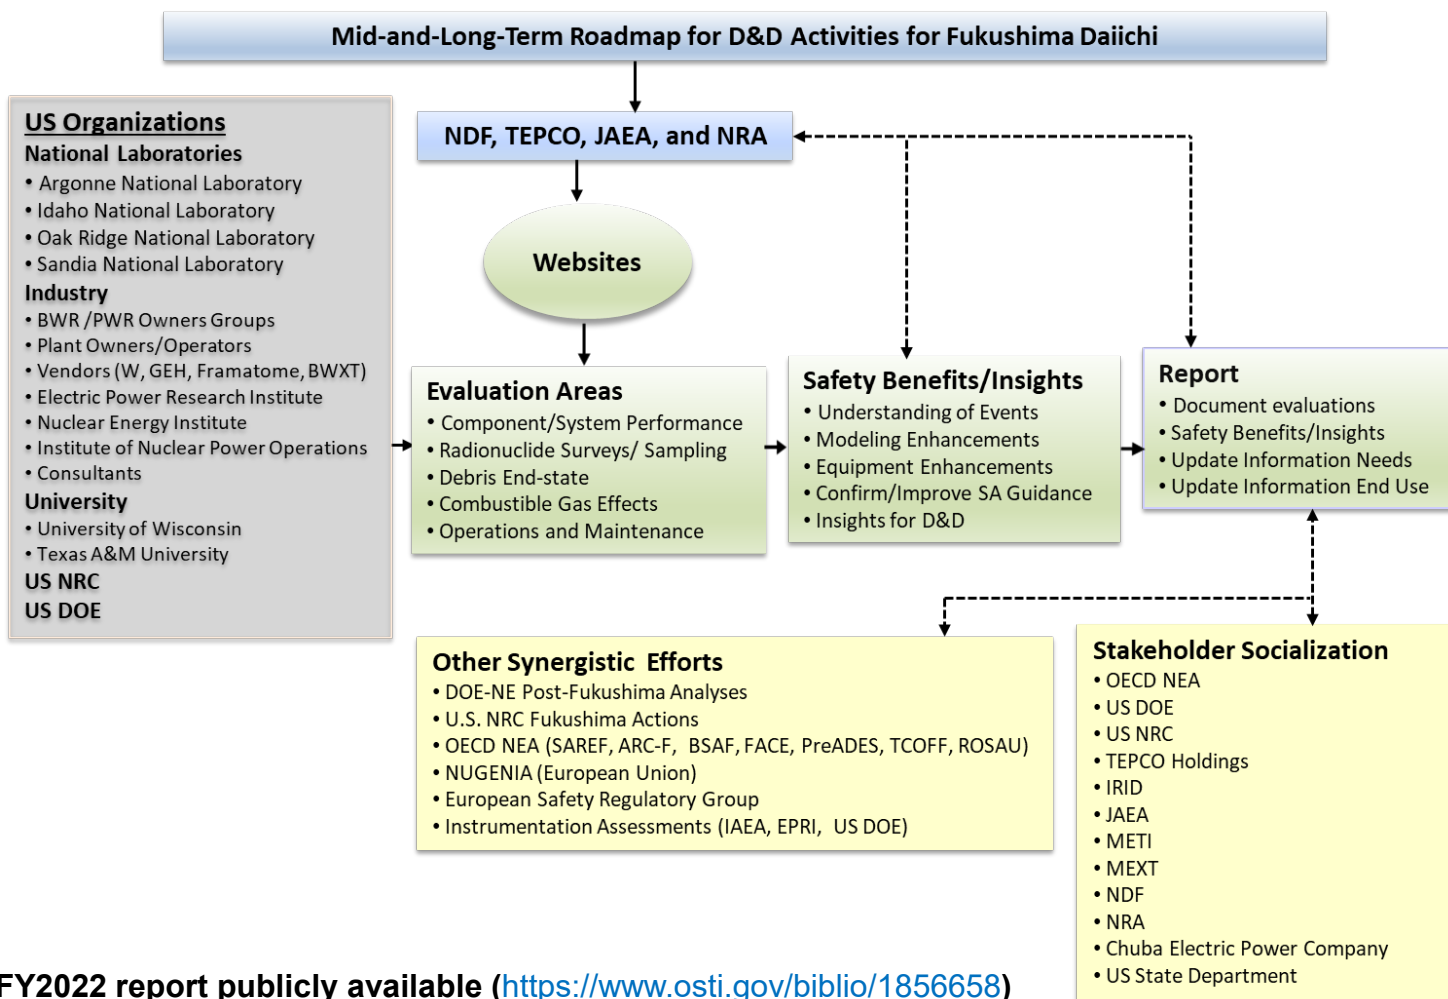 Mid-and-Long-Term Roadmap for D&D Activities for Fukushima Daiichi
NDF, TEPCO, JAEA, and NRA
Websites
US Organizations
National Laboratories
• Argonne National Laboratory
• Idaho National Laboratory
• Oak Ridge National Laboratory
• Sandia National Laboratory
Industry
• BWR /PWR Owners Groups
• Plant Owners/Operators
• Vendors (W, GEH, Framatome, BWXT)
• Electric Power Research Institute
• Nuclear Energy Institute
• Institute of Nuclear Power Operations
• Consultants
University
• University of Wisconsin
• Texas A&M University
US NRC
US DOE
Evaluation Areas
• Component/System Performance
• Radionuclide Surveys/ Sampling
• Debris End-state
• Combustible Gas Effects
• Operations and Maintenance
Safety Benefits/Insights
• Understanding of Events
• Modeling Enhancements
• Equipment Enhancements
• Confirm/Improve SA Guidance
• Insights for D&D
Report
• Document evaluations
• Safety Benefits/Insights
• Update Information Needs
• Update Information End Use
Other Synergistic Efforts
• DOE-NE Post-Fukushima Analyses
• U.S. NRC Fukushima Actions
• OECD NEA (SAREF, ARC-F, BSAF, FACE, PreADES, TCOFF, ROSAU)
• NUGENIA (European Union)
• European Safety Regulatory Group
• Instrumentation Assessments (IAEA, EPRI, US DOE)
Stakeholder Socialization
• OECD NEA
• US DOE
• US NRC
• TEPCO Holdings
• IRID
• JAEA
• METI
• MEXT
• NDF
• NRA
• Chuba Electric Power Company
• US State Department
FY2022 report publicly available (https://www.osti.gov/biblio/1856658)